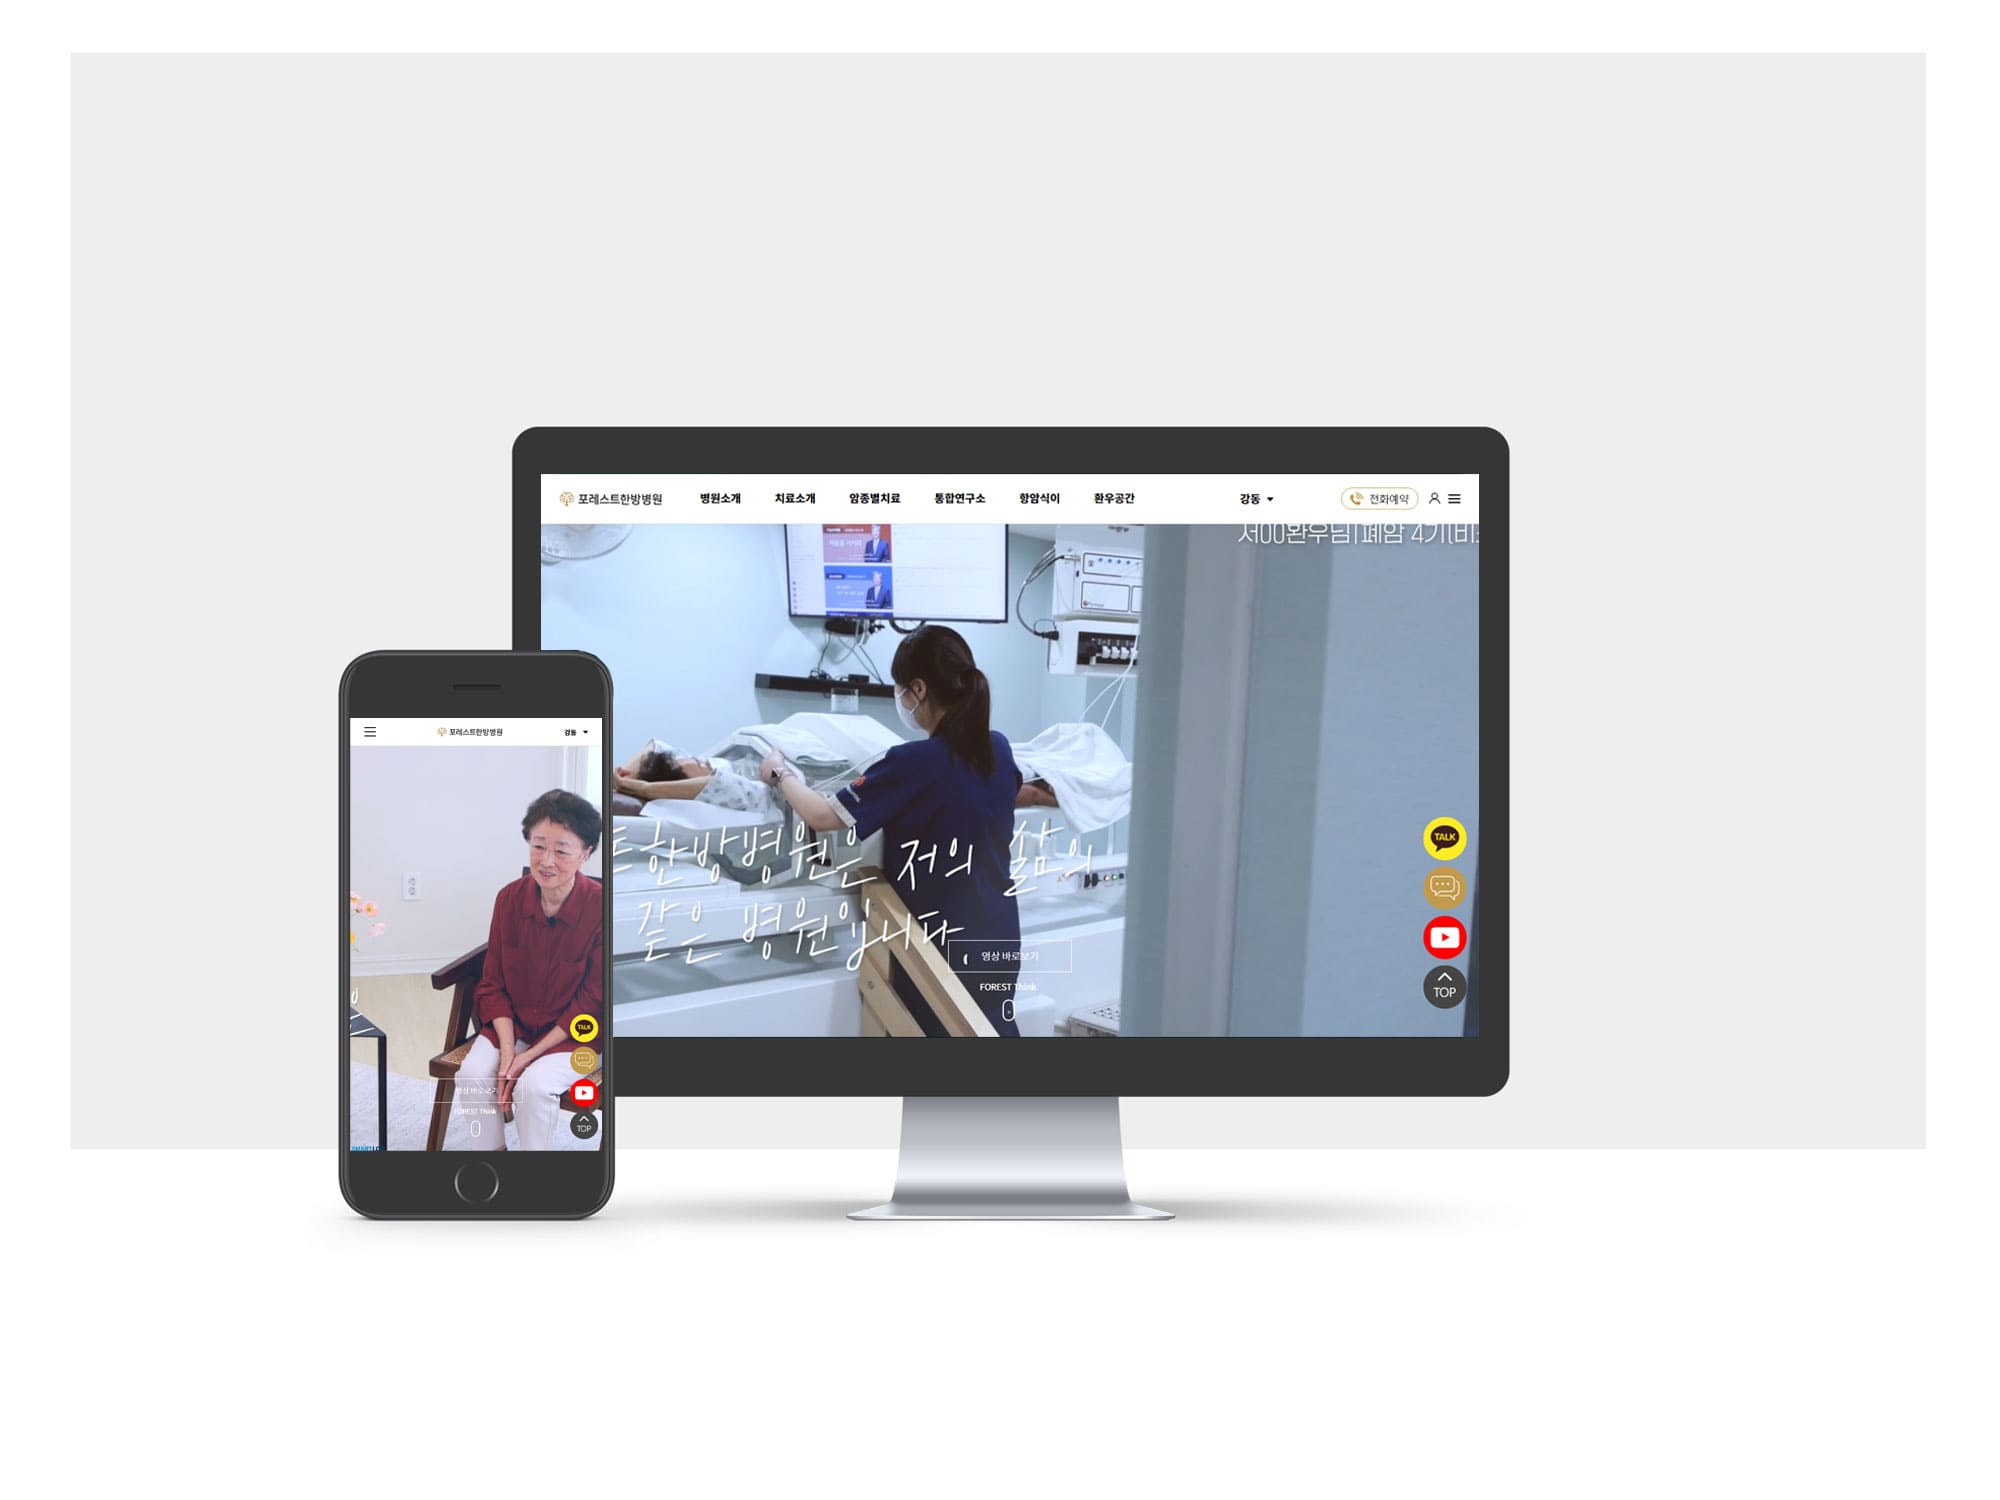 포레스트한방병원 병원소개 치료소개 암종별치료 통합연구소 항암식이 환우공간 강동 전화예약
서00환우님 폐암 4기(비
트한방병원은 저의 삶의
같은 병원입니다
영상 바로보기
FOREST Think
TALK
TOP
포레스트한방병원 강동
TALK
영상 바로보기
FOREST Think
TOP